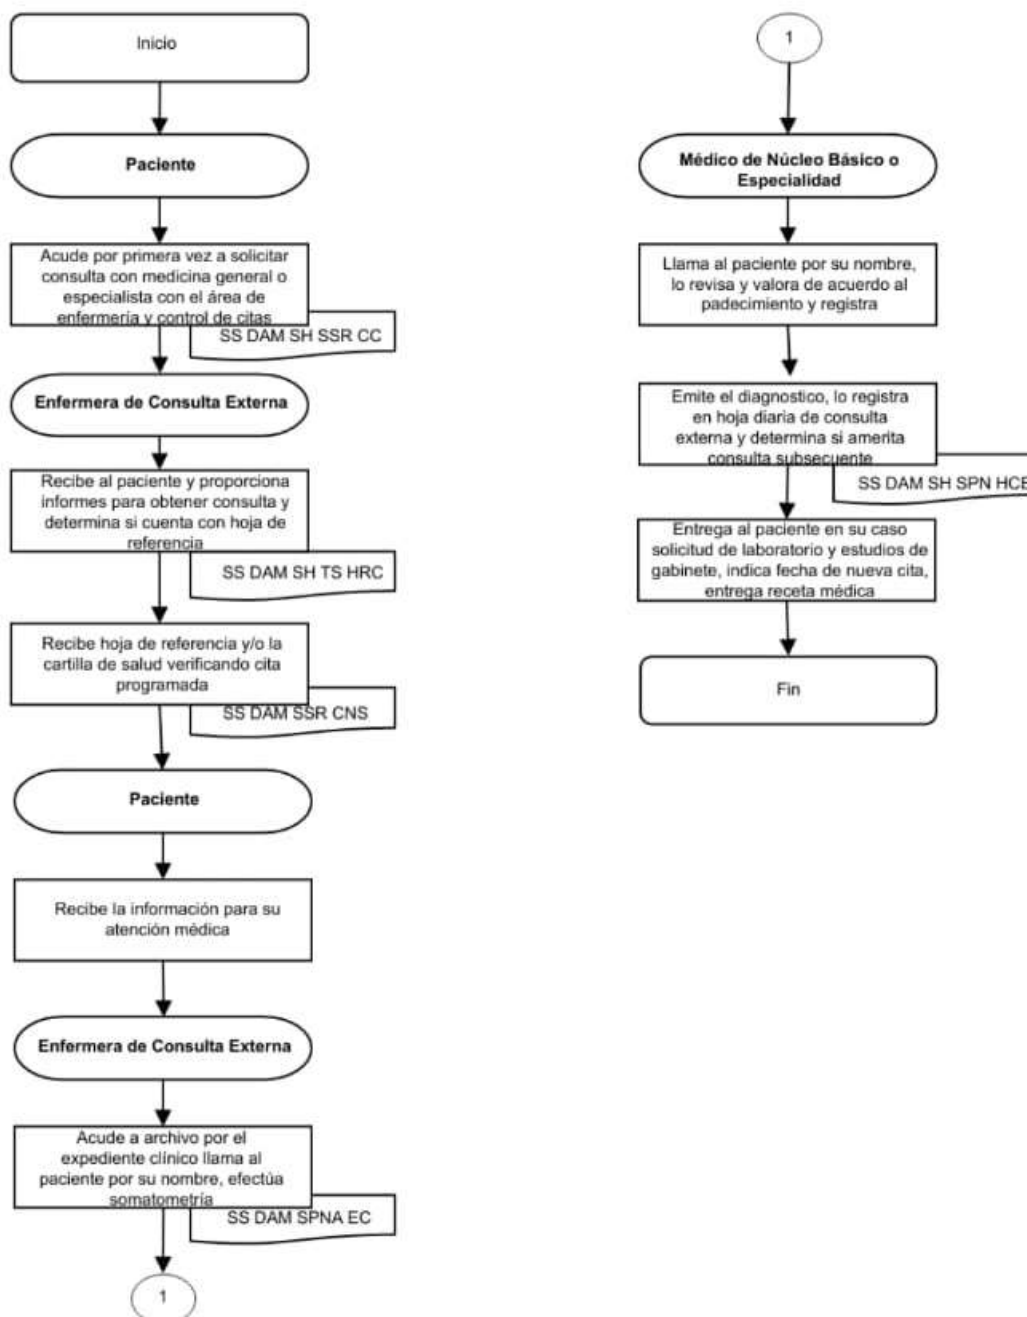 Inicio
Paciente
Acude por primera vez a solicitar
consulta con medicina general o
especialista con el área de
enfermería y control de citas
SS DAM SH SSR CC
Enfermera de Consulta Externa
Recibe al paciente y proporciona
informes para obtener consulta y
determina si cuenta con hoja de
referencia
SS DAM SH TS HRC
Recibe hoja de referencia y/o la
cartilla de salud verificando cita
programada
SS DAM SSR CNS
Paciente
Recibe la información para su
atención médica
Enfermera de Consulta Externa
Acude a archivo por el
expediente clínico llama al
paciente por su nombre, efectúa
somatometría
SS DAM SPNA EC
1
1
Médico de Núcleo Básico o
Especialidad
Llama al paciente por su nombre,
lo revisa y valora de acuerdo al
padecimiento y registra
Emite el diagnostico, lo registra
en hoja diaria de consulta
externa y determina si amerita
consulta subsecuente
SS DAM SH SPN HCE
Entrega al paciente en su caso
solicitud de laboratorio y estudios de
gabinete, indica fecha de nueva cita,
entrega receta médica
Fin